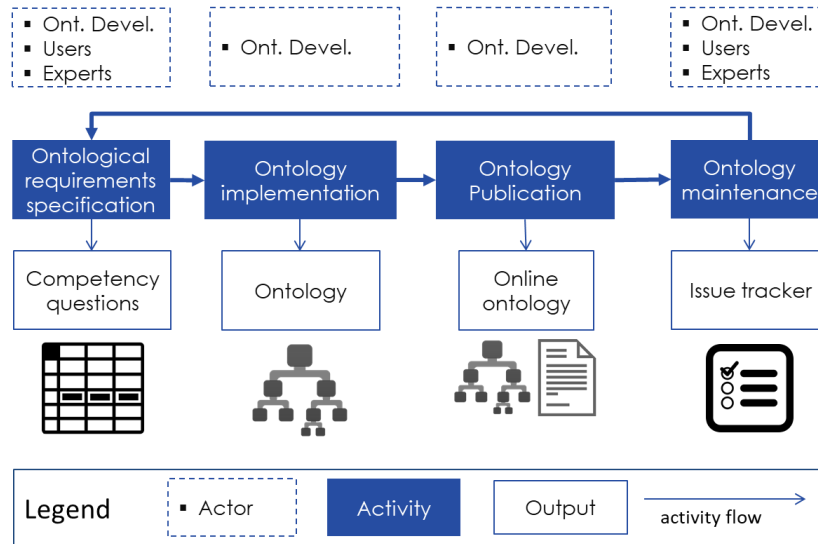 ▪ Ont. Devel.
▪ Users
▪ Experts
▪ Ont. Devel.
▪ Ont. Devel.
▪ Ont. Devel.
▪ Users
▪ Experts
Ontological
requirements
specification
Ontology
implementation
Ontology
Publication
Ontology
maintenance
Competency
questions
Ontology
Online
ontology
Issue tracker
Legend
▪ Actor
Activity
Output
activity flow